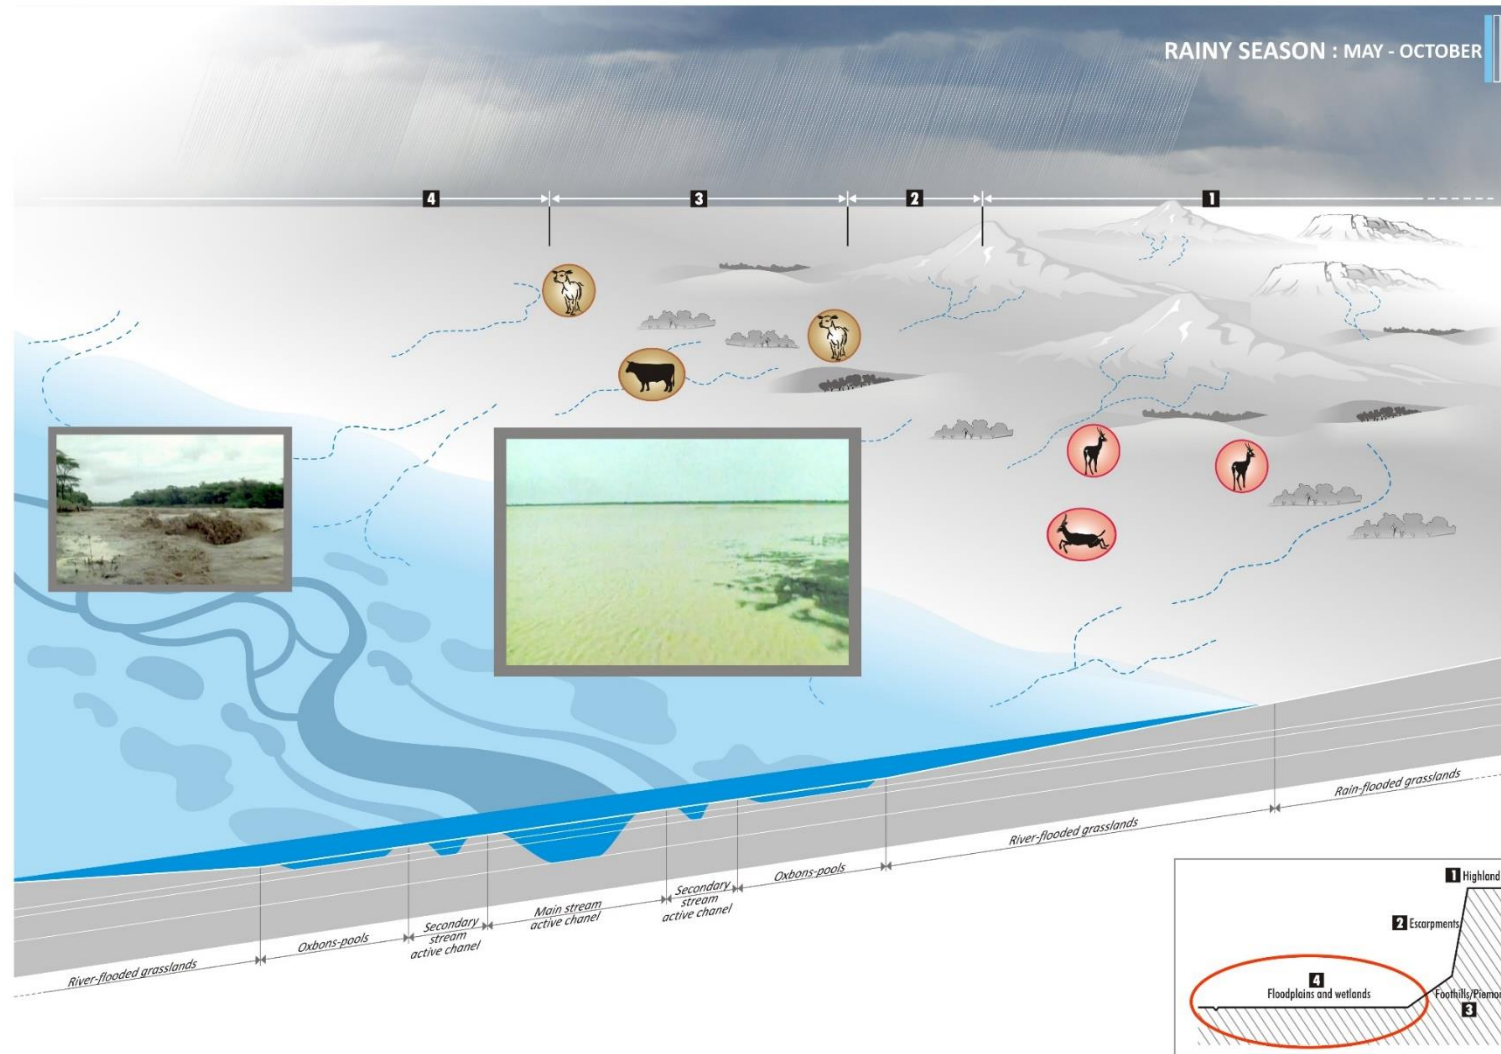 RAINY SEASON : MAY - OCTOBER
4
3
2
1
Rain-flooded grasslands
River-flooded grasslands
Oxbons-pools
Secondary
stream
active chanel
Main stream
active chanel
Secondary
stream
active chanel
Oxbons-pools
River-flooded grasslands
1 Highland
2 Escarpments
4
Floodplains and wetlands
Foothills/Piemon
3